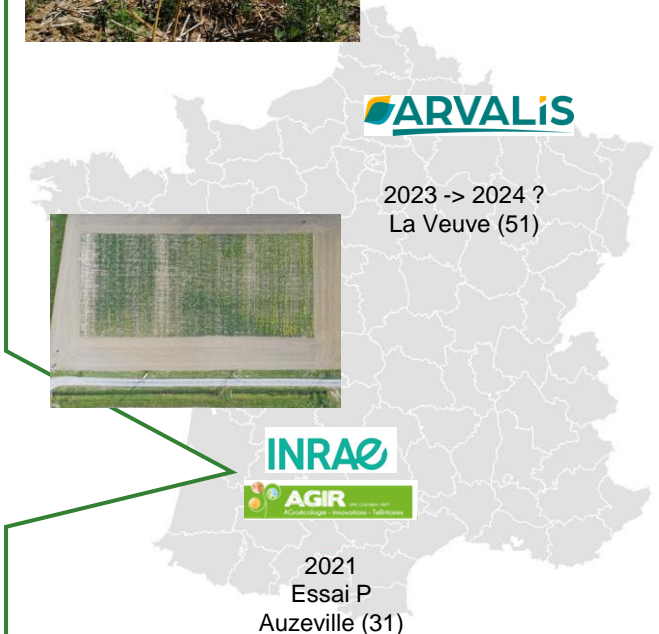 ARVALIS
2023 -> 2024 ?
La Veuve (51)
INRAE
AGIR
AGroécologie - Innovations - TeRritoires
2021
Essai P
Auzeville (31)